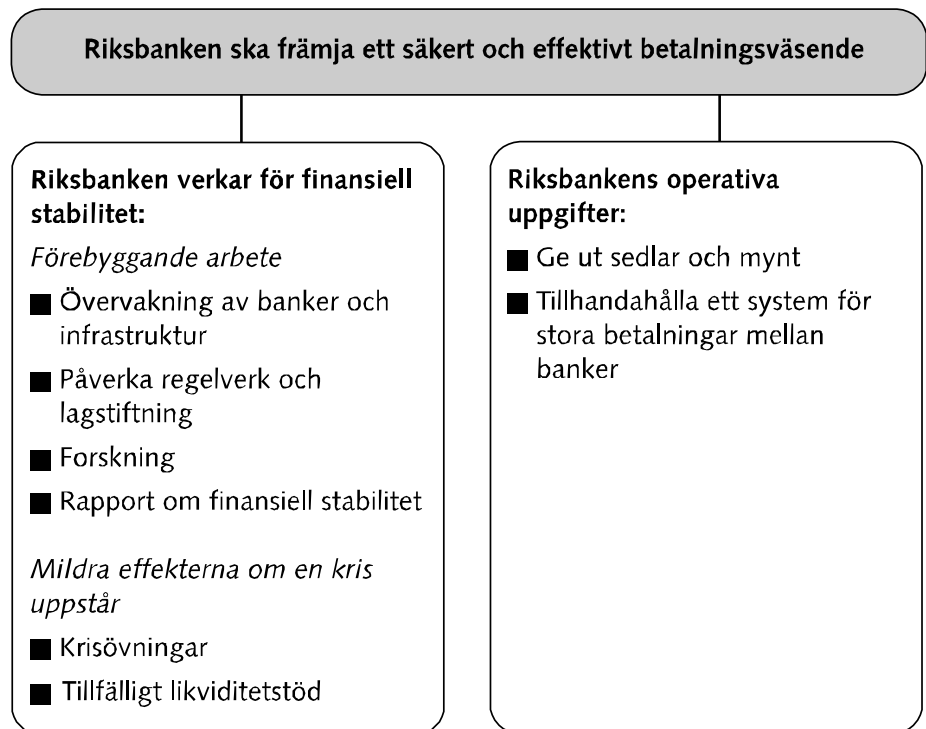 Riksbanken ska främja ett säkert och effektivt betalningsväsende
Riksbanken verkar för finansiell
stabilitet:
Förebyggande arbete
Övervakning av banker och
infrastruktur
Påverka regelverk och
lagstiftning
Forskning
Rapport om finansiell stabilitet
Mildra effekterna om en kris
uppstår
Krisövningar
Tillfälligt likviditetstöd
Riksbankens operativa
uppgifter:
Ge ut sedlar och mynt
Tillhandahålla ett system för
stora betalningar mellan
banker